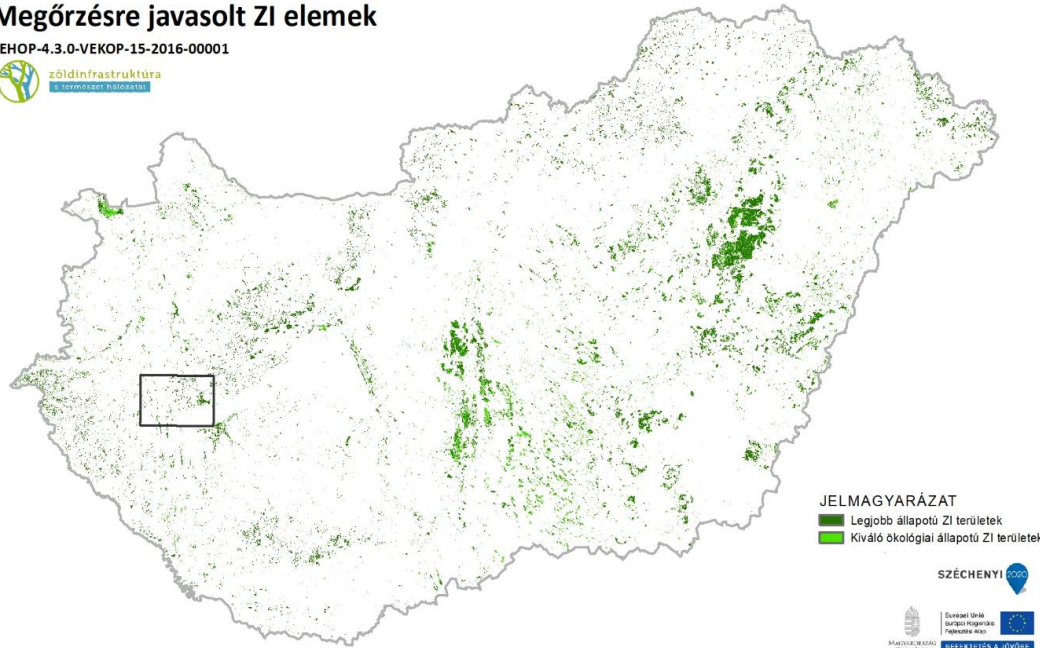 Megőrzésre javasolt ZI elemek
EHOP-4.3.0-VEKOP-15-2016-00001
zöldinfrastruktúra
a természet hálózatai
JELMAGYARÁZAT
Legjobb állapotú ZI területek
Kiváló ökológiai állapotú ZI területek
SZÉCHENYI 2020
Európai Unió
Európai Regionális
Fejlesztési Alap
MAGYARORSZÁG
BEFEKTETÉS A JÖVŐBE